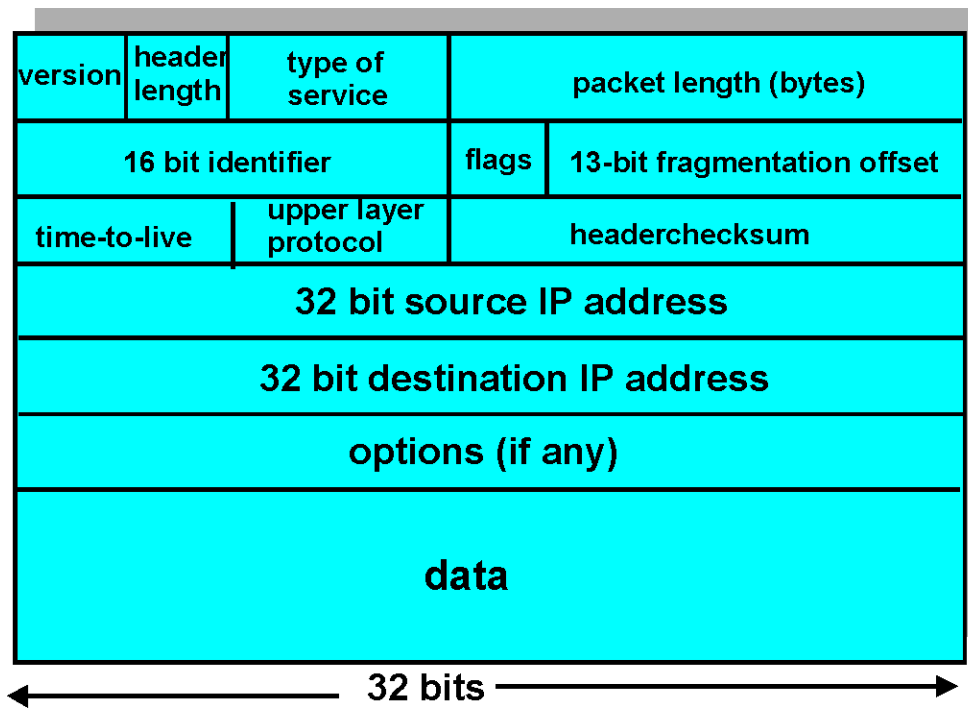 version
header
length
type of
service
packet length (bytes)
16 bit identifier
flags
13-bit fragmentation offset
time-to-live
upper layer
protocol
headerchecksum
32 bit source IP address
32 bit destination IP address
options (if any)
data
32 bits